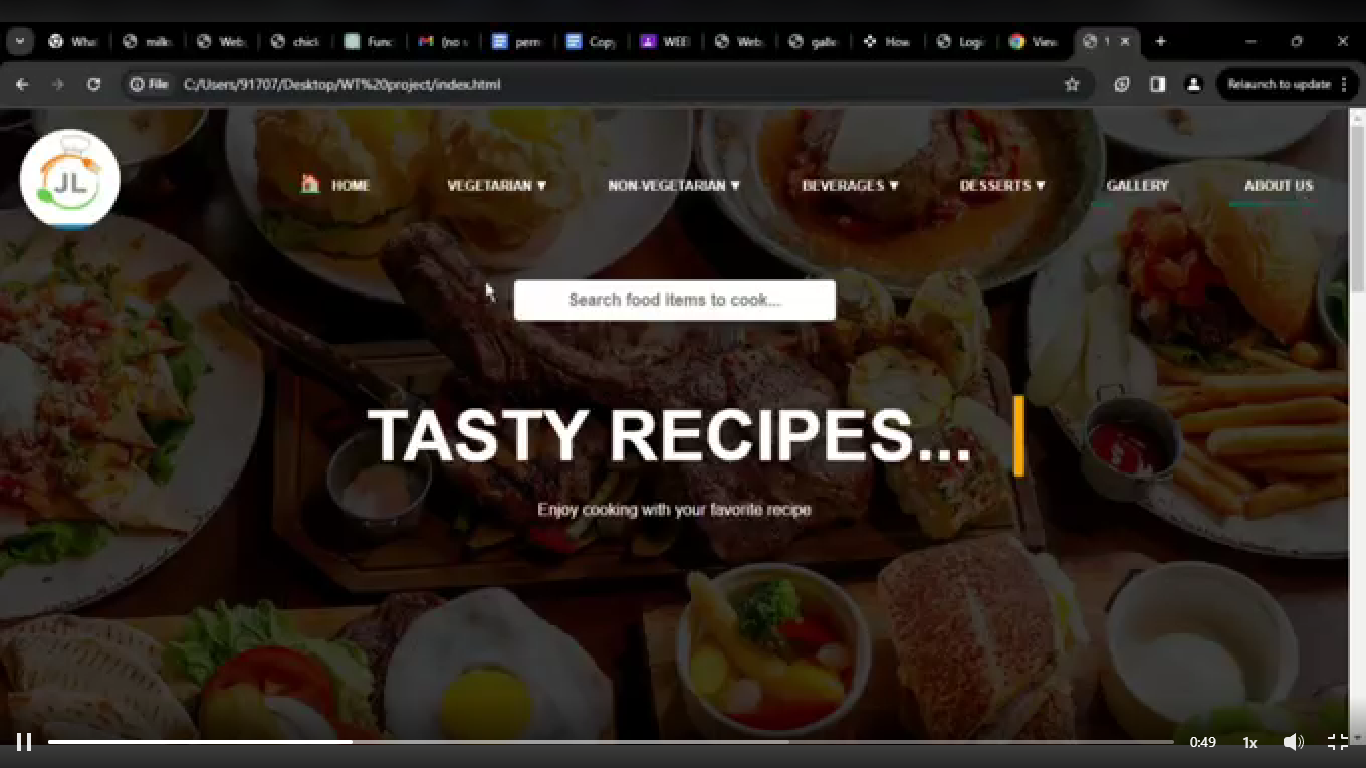 Wha milk Web chick Func (no s perm Copy WEE Web galle How Logi View 1
File C:/Users/91707/Desktop/WT%20project/index.html Relaunch to update
JL
HOME VEGETARIAN ▼ NON-VEGETARIAN ▼ BEVERAGES ▼ DESSERTS ▼ GALLERY ABOUT US
Search food items to cook...
TASTY RECIPES...
Enjoy cooking with your favorite recipe
0:49 1x